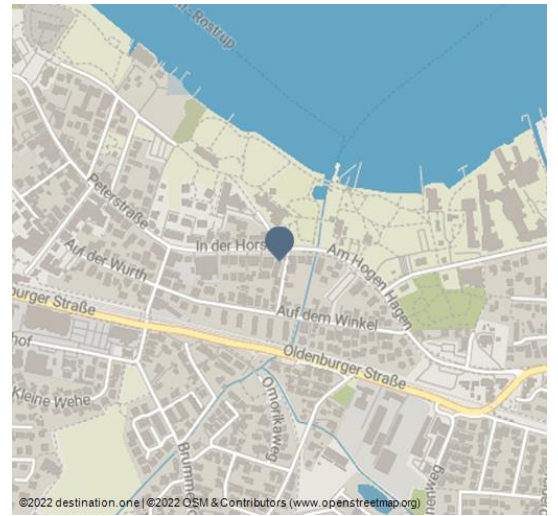 Rostrup
Peterstraße
In der Hors
Am Hogen Hagen
Auf der Wurth
burger Straße
Auf dem Winkel
hof
Oldenburger Straße
Kleine Wehe
Omorikaweg
Brumm
nenweg
©2022 destination.one | ©2022 OSM & Contributors (www.openstreetmap.org)